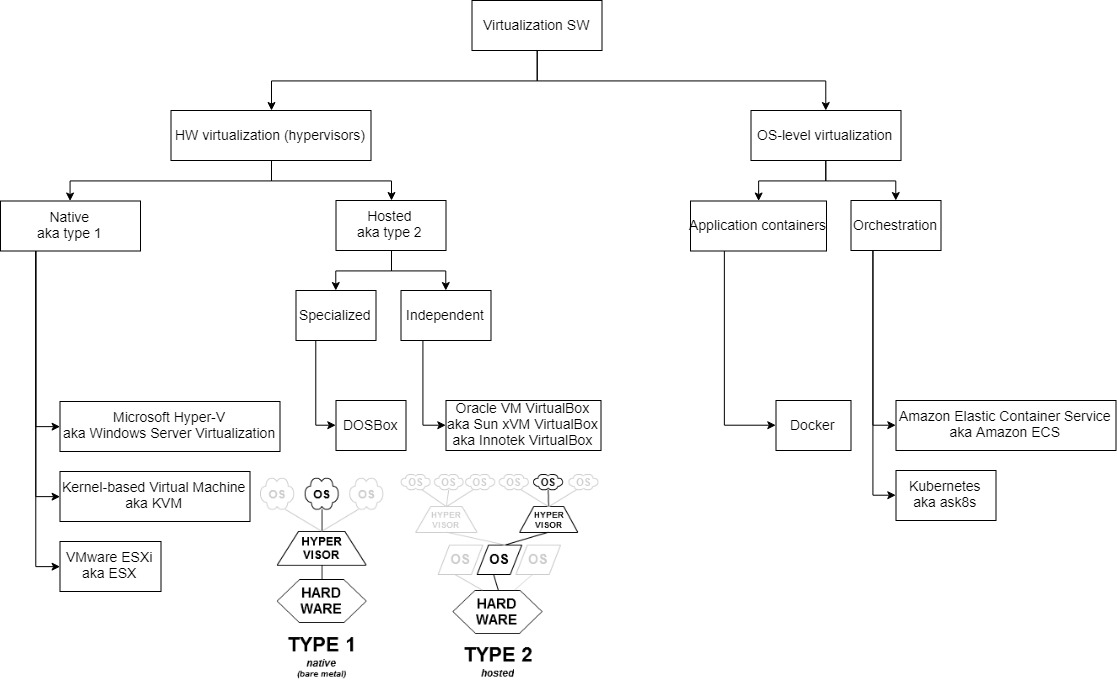 Virtualization SW
HW virtualization (hypervisors)
OS-level virtualization
Native
aka type 1
Hosted
aka type 2
Application containers
Orchestration
Specialized
Independent
Microsoft Hyper-V
aka Windows Server Virtualization
DOSBox
Oracle VM VirtualBox
aka Sun xVM VirtualBox
aka Innotek VirtualBox
Docker
Amazon Elastic Container Service
aka Amazon ECS
Kernel-based Virtual Machine
aka KVM
Kubernetes
aka ask8s
VMware ESXi
aka ESX
OS
OS
OS
HYPER
VISOR
HARD
WARE
TYPE 1
native
(bare metal)
OS
OS
OS
OS
OS
OS
HYPER
VISOR
HYPER
VISOR
OS
OS
OS
HARD
WARE
TYPE 2
hosted